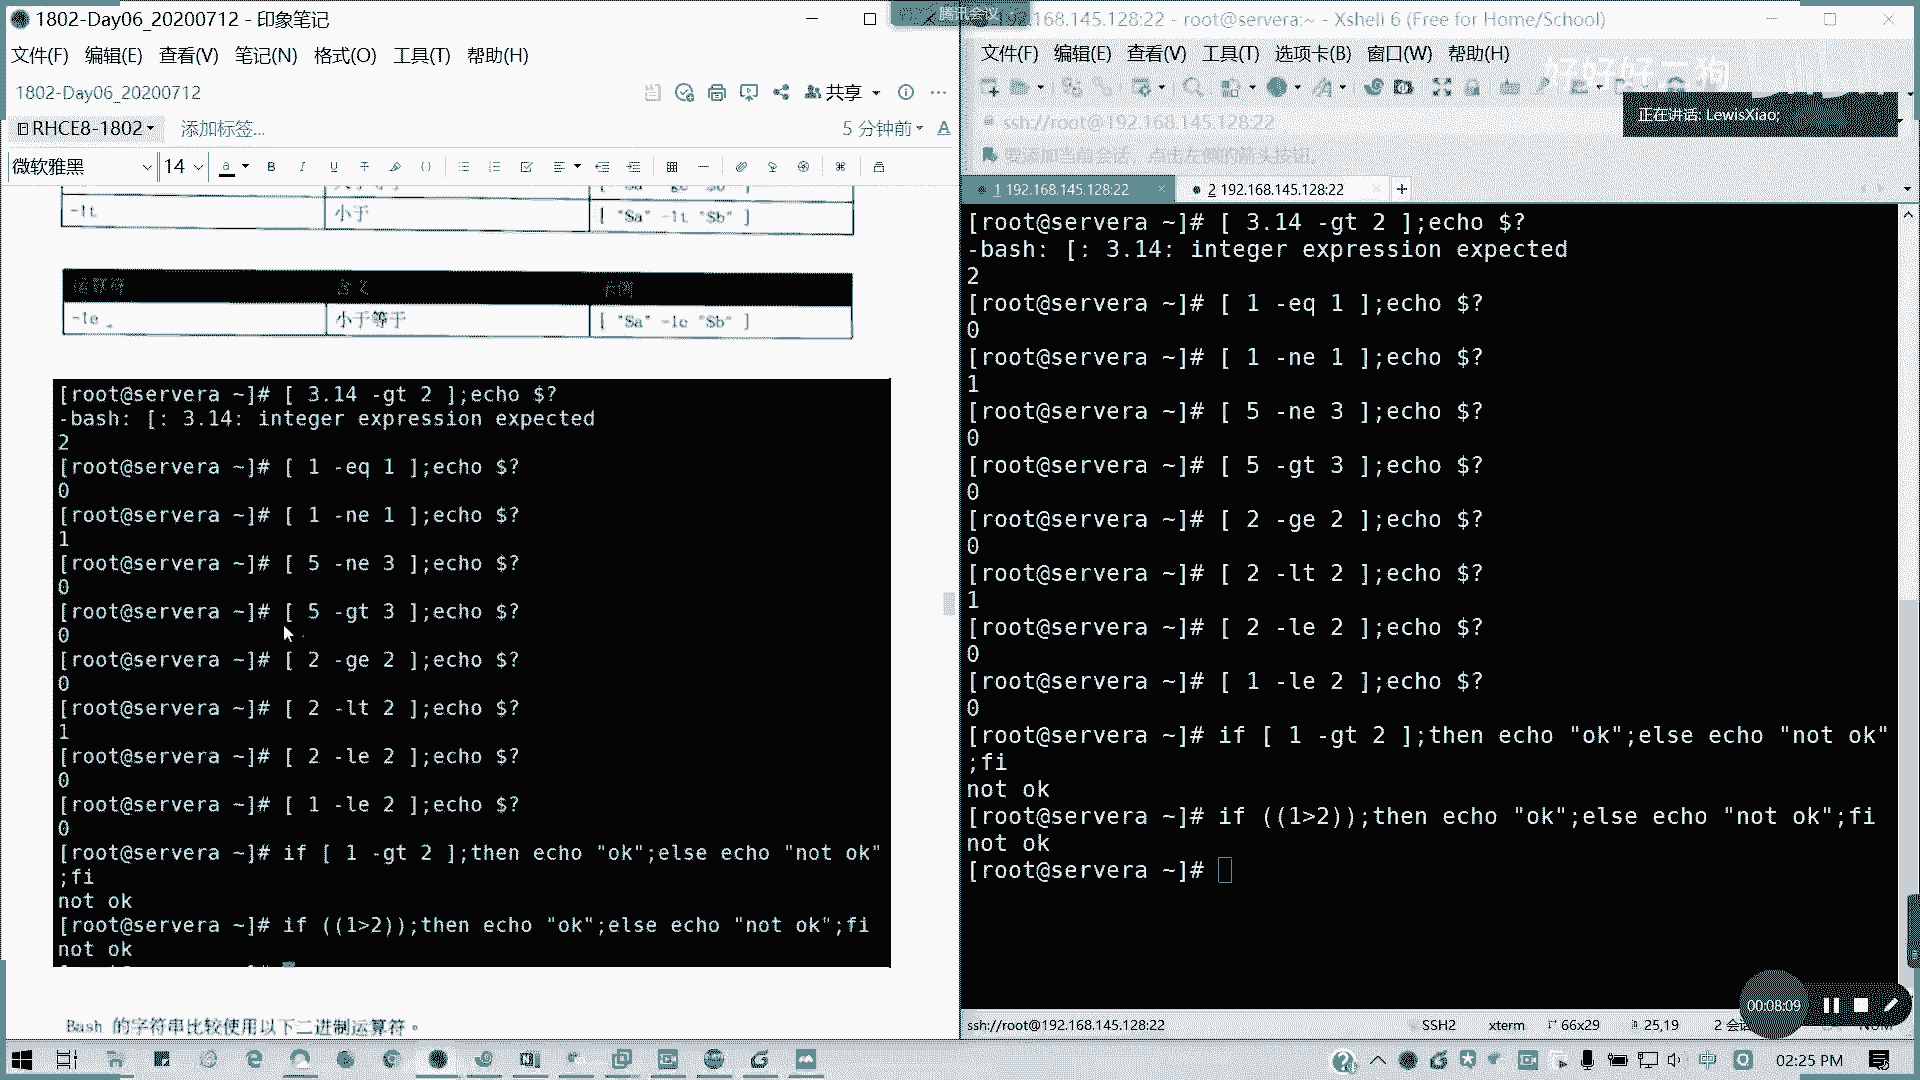 1802-Day06_20200712 - 印象笔记
文件(F) 编辑(E) 查看(V) 笔记(N) 格式(O) 工具(T) 帮助(H)
1802-Day06_20200712
共享
RHCE8-1802
添加标签...
5 分钟前
微软雅黑 14
-lt 小于 [ "$a" -lt "$b" ]
运算符 含义 示例
-le 小于等于 [ "$a" -le "$b" ]
[root@servera ~]# [ 3.14 -gt 2 ];echo $?
-bash: [: 3.14: integer expression expected
2
[root@servera ~]# [ 1 -eq 1 ];echo $?
0
[root@servera ~]# [ 1 -ne 1 ];echo $?
1
[root@servera ~]# [ 5 -ne 3 ];echo $?
0
[root@servera ~]# [ 5 -gt 3 ];echo $?
0
[root@servera ~]# [ 2 -ge 2 ];echo $?
0
[root@servera ~]# [ 2 -lt 2 ];echo $?
1
[root@servera ~]# [ 2 -le 2 ];echo $?
0
[root@servera ~]# [ 1 -le 2 ];echo $?
0
[root@servera ~]# if [ 1 -gt 2 ];then echo "ok";else echo "not ok"
;fi
not ok
[root@servera ~]# if ((1>2));then echo "ok";else echo "not ok";fi
not ok
Bash 的字符串比较使用以下二进制运算符。
腾讯会议
192.168.145.128:22 - root@servera:~ - Xshell 6 (Free for Home/School)
文件(F) 编辑(E) 查看(V) 工具(T) 选项卡(B) 窗口(W) 帮助(H)
好好好二狗
ssh://root@192.168.145.128:22
正在讲话: LewisXiao;
要添加当前会话，点击左侧的箭头按钮。
1 192.168.145.128:22
2 192.168.145.128:22
[root@servera ~]# [ 3.14 -gt 2 ];echo $?
-bash: [: 3.14: integer expression expected
2
[root@servera ~]# [ 1 -eq 1 ];echo $?
0
[root@servera ~]# [ 1 -ne 1 ];echo $?
1
[root@servera ~]# [ 5 -ne 3 ];echo $?
0
[root@servera ~]# [ 5 -gt 3 ];echo $?
0
[root@servera ~]# [ 2 -ge 2 ];echo $?
0
[root@servera ~]# [ 2 -lt 2 ];echo $?
1
[root@servera ~]# [ 2 -le 2 ];echo $?
0
[root@servera ~]# [ 1 -le 2 ];echo $?
0
[root@servera ~]# if [ 1 -gt 2 ];then echo "ok";else echo "not ok"
;fi
not ok
[root@servera ~]# if ((1>2));then echo "ok";else echo "not ok";fi
not ok
[root@servera ~]#
00:08:09
ssh://root@192.168.145.128:22 SSH2 xterm 66x29 25,19 2 会
中
02:25 PM